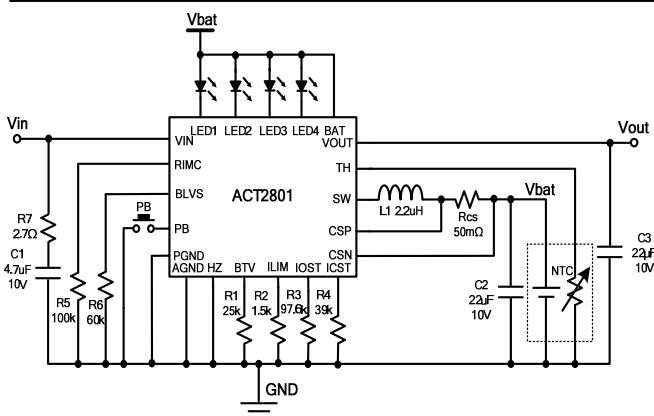 Vbat
LED1 LED2 LED3 LED4 BAT
Vin
VIN
VOUT
Vout
RIMC
TH
BLVS
ACT2801
SW
L1 2.2uH
Rcs
50mΩ
Vbat
PB
PB
CSP
R7
2.7Ω
C1
4.7uF
10V
PGND
CSN
AGND HZ BTV ILIM IOST ICST
C3
22µF
10V
NTC
C2
22uF
10V
R5
100k
R6
60k
R1
25k
R2
1.5k
R3
97.6k
R4
39k
GND